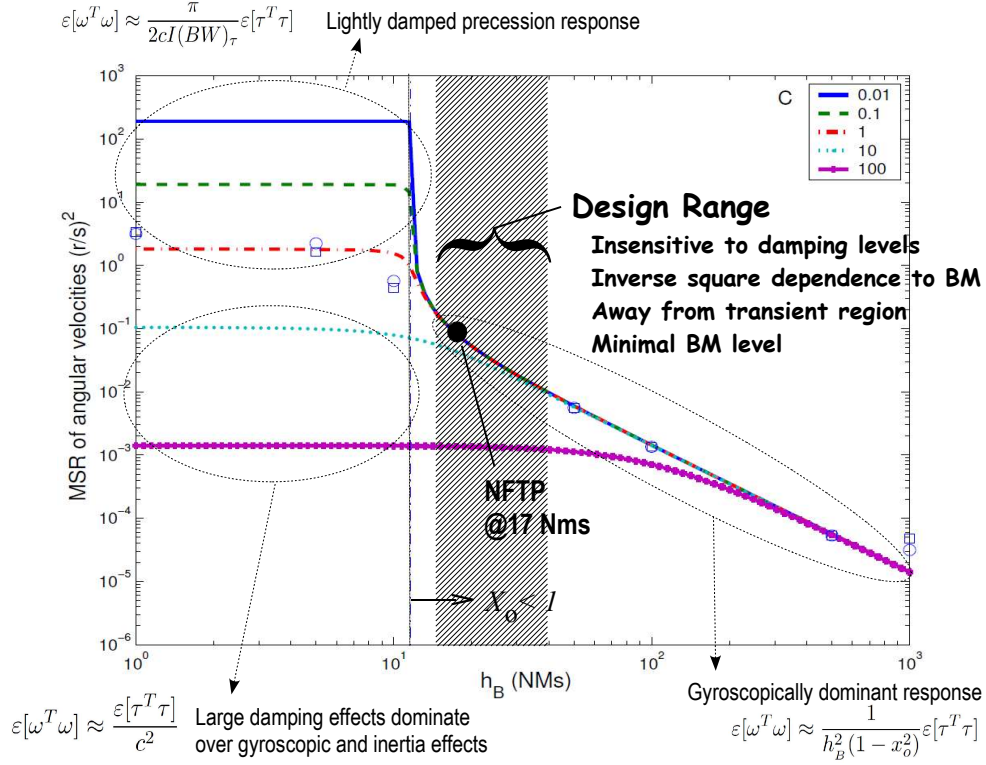 ε[ω^T ω] ≈ π / (2cI(BW)_τ) ε[τ^T τ]
Lightly damped precession response
MSR of angular velocities (r/s)^2
10^3
10^2
10^1
10^0
10^-1
10^-2
10^-3
10^-4
10^-5
10^-6
C
0.01
0.1
1
10
100
Design Range
Insensitive to damping levels
Inverse square dependence to BM
Away from transient region
Minimal BM level
NFTP
@17 Nms
X_o < 1
10^0
10^1
10^2
10^3
h_B (NMs)
ε[ω^T ω] ≈ ε[τ^T τ] / c^2
Large damping effects dominate
over gyroscopic and inertia effects
Gyroscopically dominant response
ε[ω^T ω] ≈ 1 / (h_B^2 (1 − x_o^2)) ε[τ^T τ]